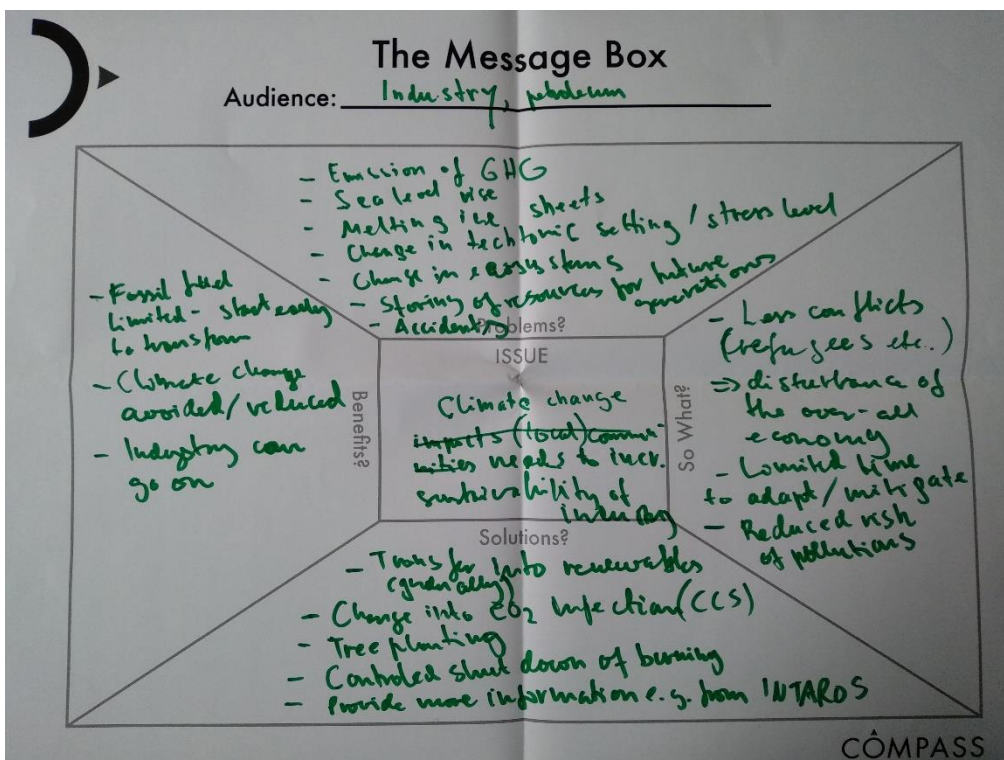 The Message Box
Audience: Industry, petroleum
- Emission of GHG
- Sea level rise
- Melting ice sheets
- Change in techtonic setting / stress level
- Change in ecosystems
- Storing of resources for future
generations
- Accidents
Problems?
- Fossil fuel
limited - start early
to transform
- Climate change
avoided / reduced
- Industry can
go on
Benefits?
ISSUE
Climate change
impacts (local) commu-
nities needs to incr.
sustainability of
industry
So What?
- Less conflicts
(refugees etc..)
⇒ disturbance of
the over-all
economy
- Limited time
to adapt / mitigate
- Reduced risk
of pollutions
Solutions?
- Transfer into renewables
(gradually)
- Change into CO₂ injection (CCS)
- Tree planting
- Controled shut down of burning
- Provide more information e.g. from INTAROS
CÔMPASS